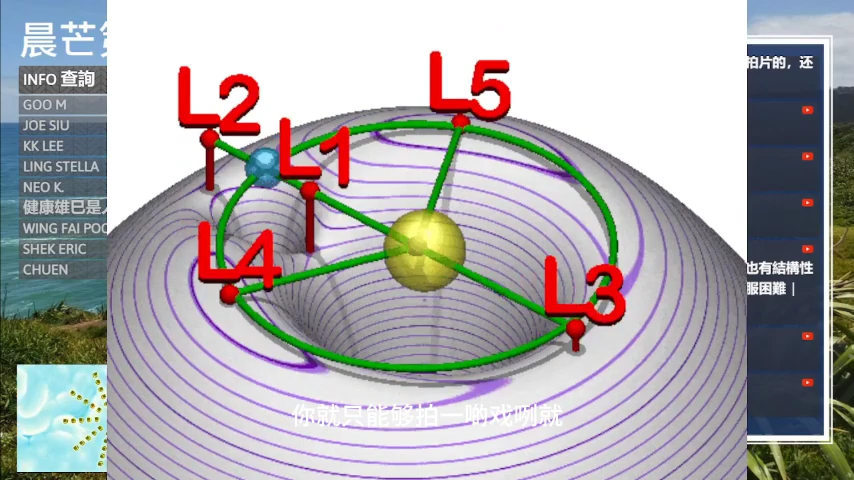 晨芒
INFO 查詢
GOO M
JOE SIU
KK LEE
LING STELLA
NEO K.
健康雄巴是
WING FAI POO
SHEK ERIC
CHUEN
L2
L1
L5
L4
L3
拍片的，还
也有結構性
服困難 |
你就只能够拍一啲戏咧就